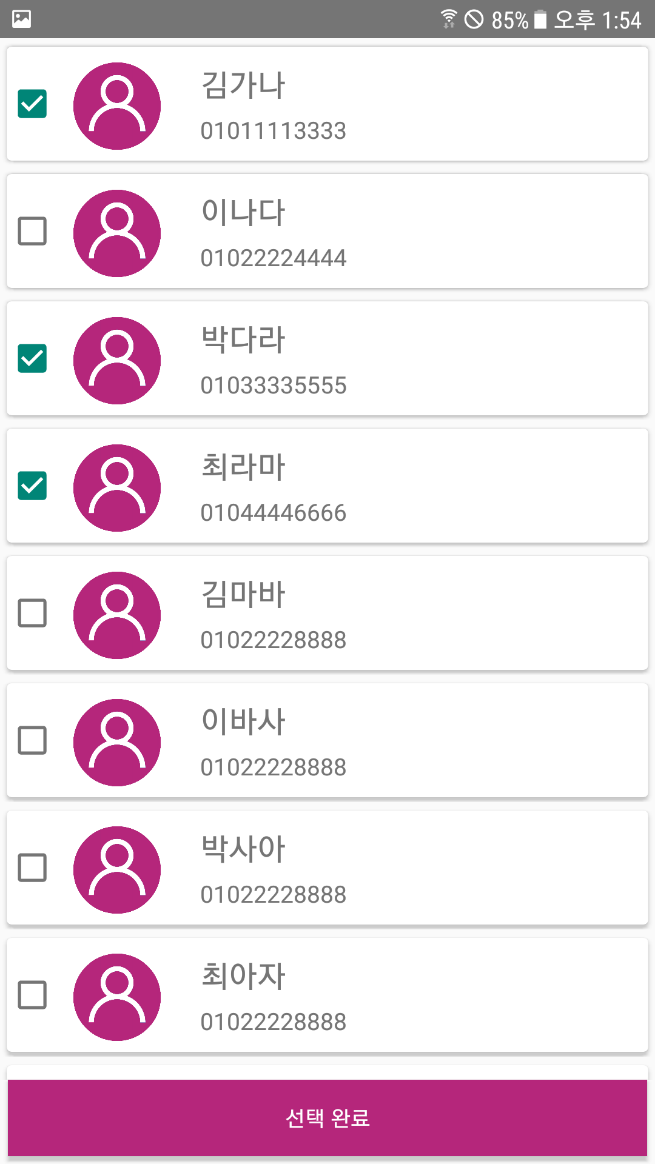 85% 오후 1:54
김가나
01011113333
이나다
01022224444
박다라
01033335555
최라마
01044446666
김마바
01022228888
이바사
01022228888
박사아
01022228888
최아자
01022228888
선택 완료